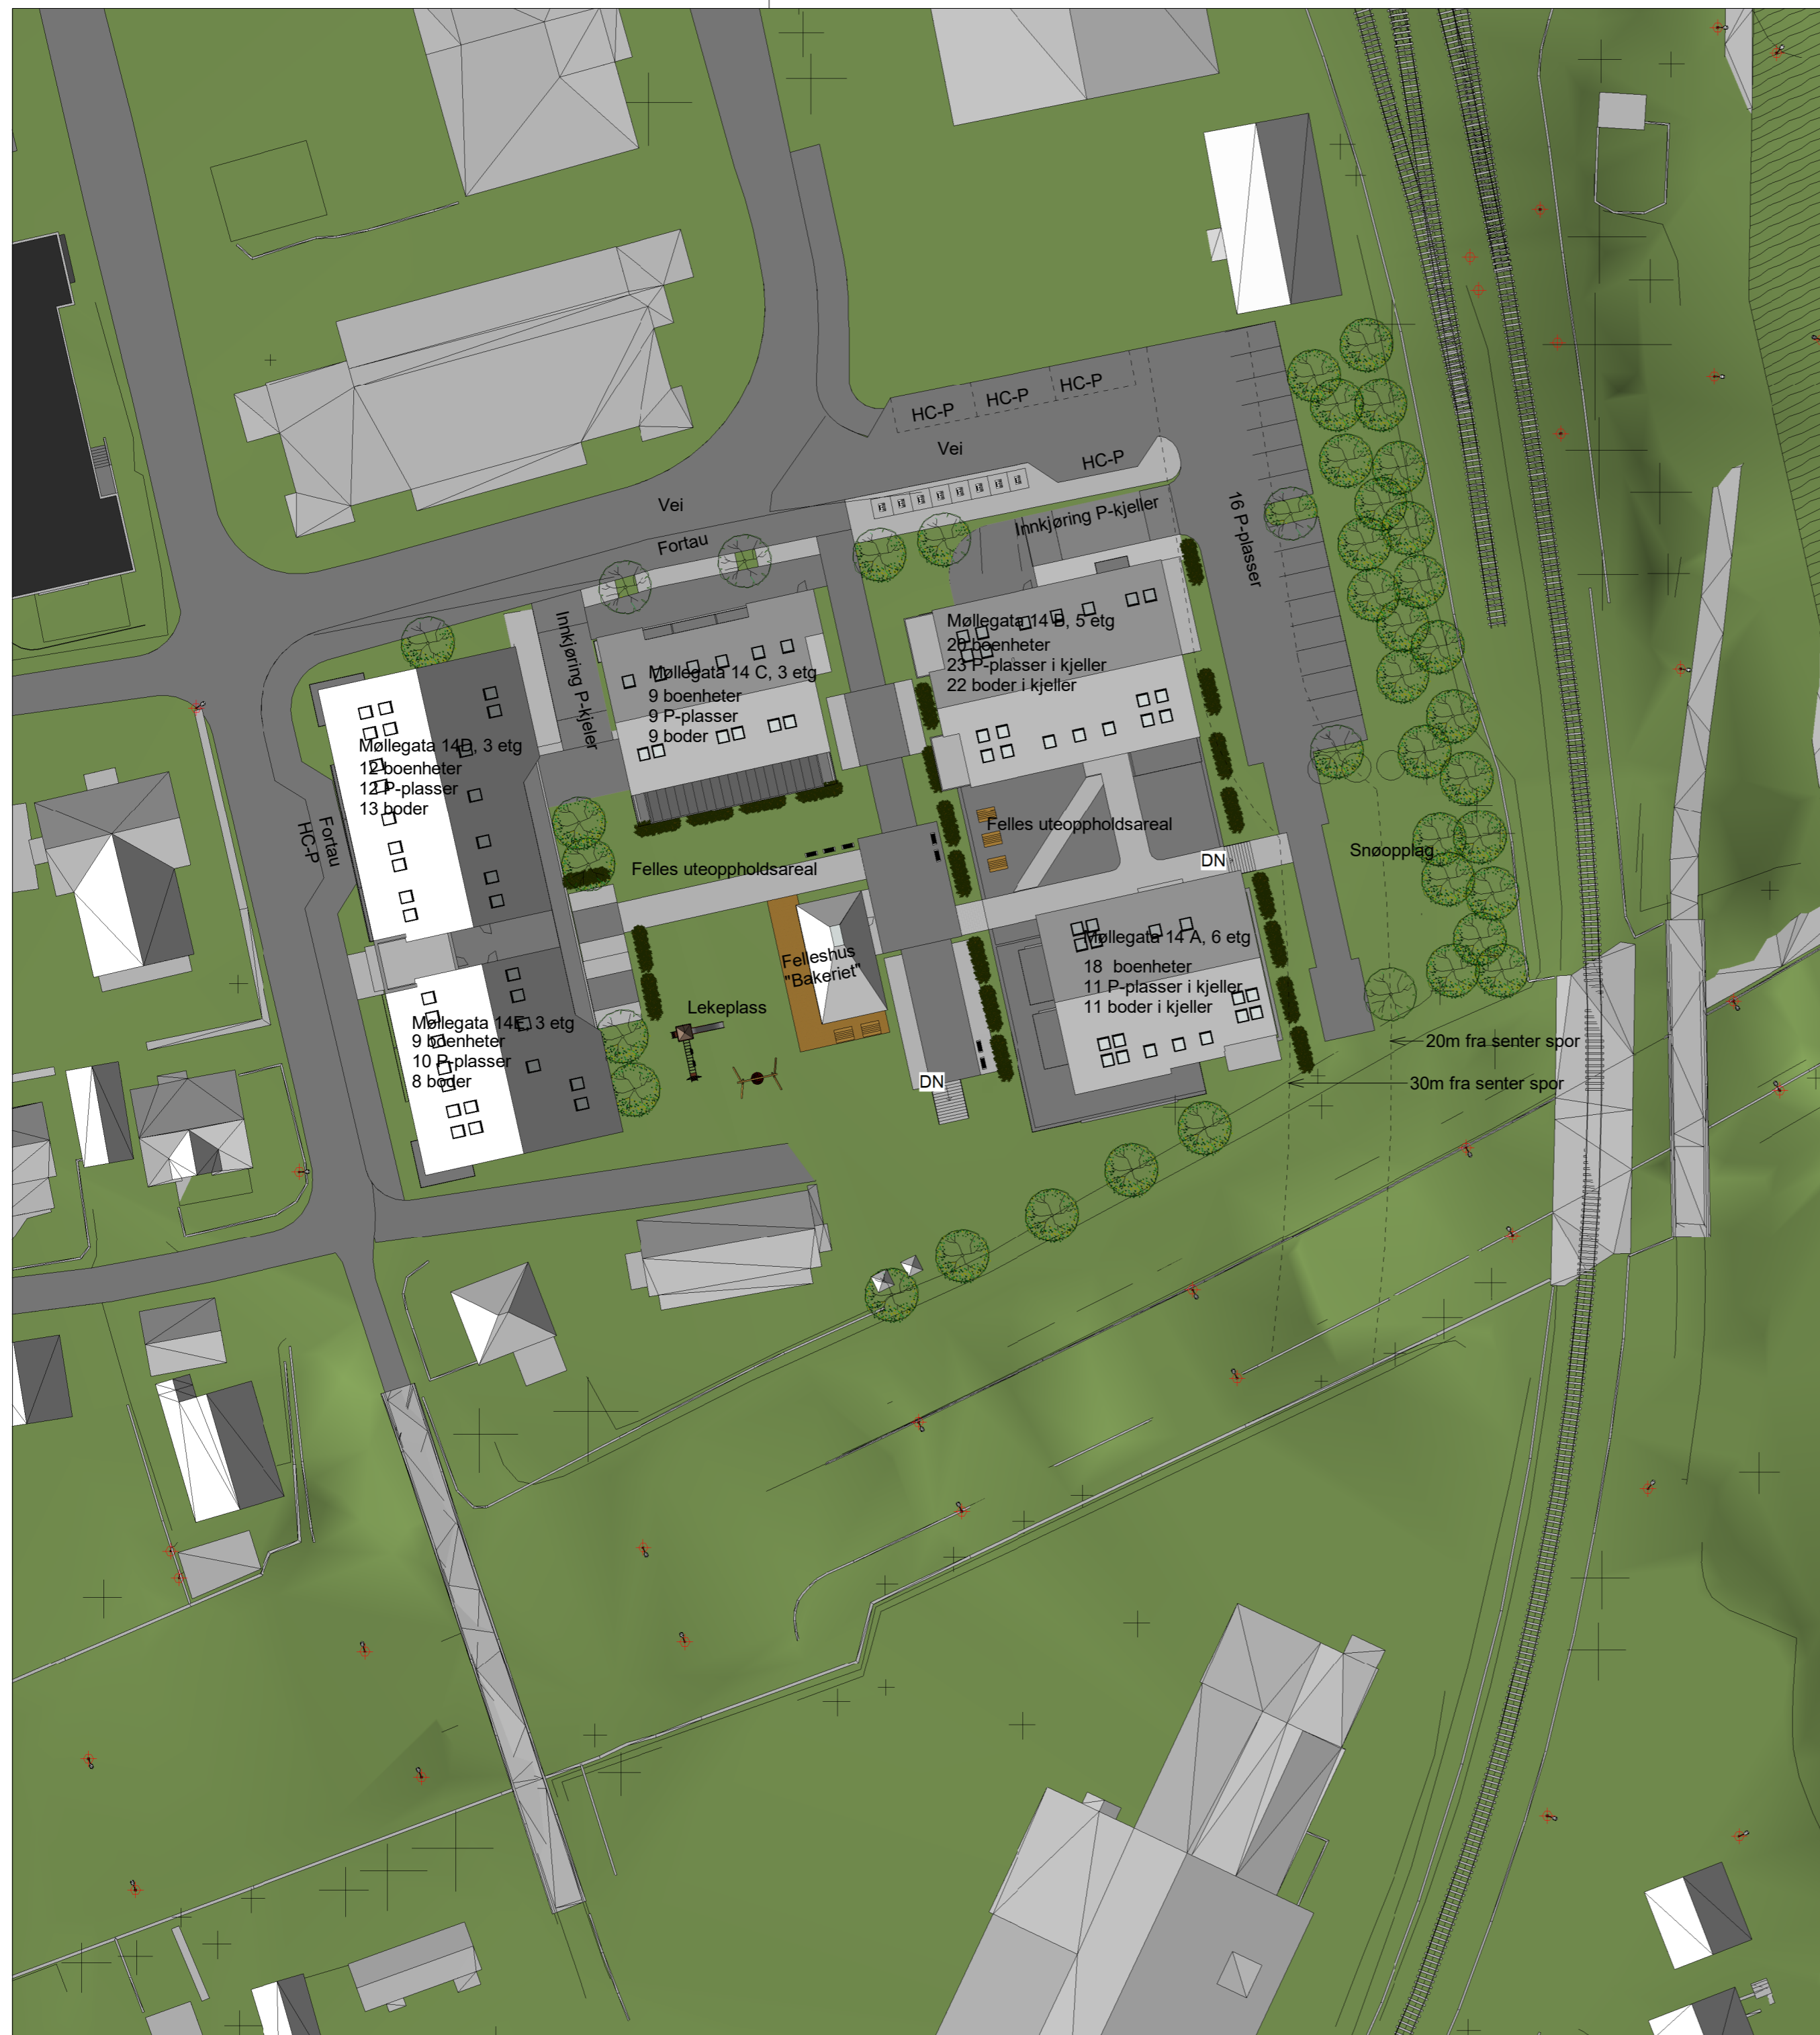 HC-P
HC-P
HC-P
Vei
HC-P
Vei
Innkjøring P-kjeller
16 P-plasser
Fortau
Innkjøring P-kjeler
Møllegata 14 B, 5 etg
20 boenheter
23 P-plasser i kjeller
22 boder i kjeller
Møllegata 14 C, 3 etg
9 boenheter
9 P-plasser
9 boder
Møllegata 14D, 3 etg
12 boenheter
12 P-plasser
13 boder
Fortau
HC-P
Felles uteoppholdsareal
Felles uteoppholdsareal
DN
Snøopplag
Møllegata 14 A, 6 etg
18 boenheter
11 P-plasser i kjeller
11 boder i kjeller
Felleshus
"Bakeriet"
Lekeplass
Møllegata 14E, 3 etg
9 boenheter
10 P-plasser
8 boder
DN
20m fra senter spor
30m fra senter spor